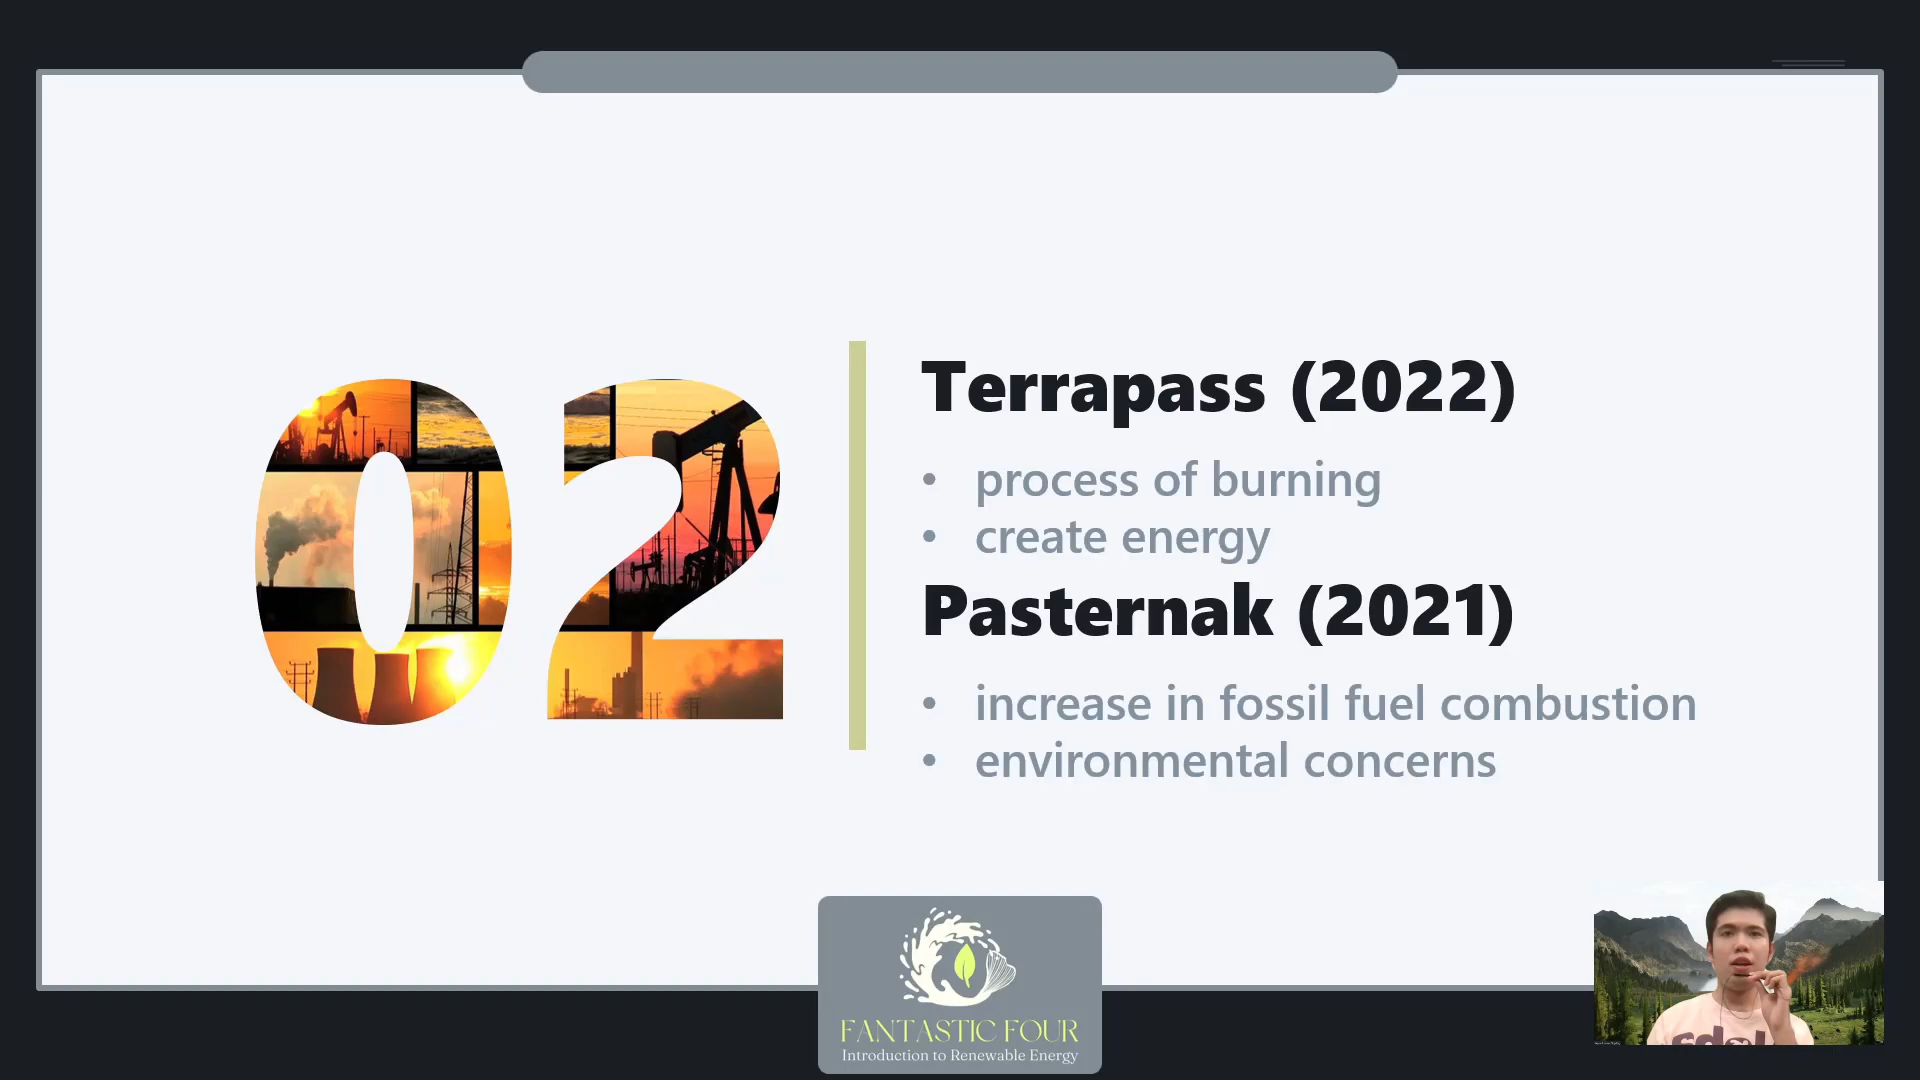 02
Terrapass (2022)
• process of burning
• create energy
Pasternak (2021)
• increase in fossil fuel combustion
• environmental concerns
FANTASTIC FOUR
Introduction to Renewable Energy